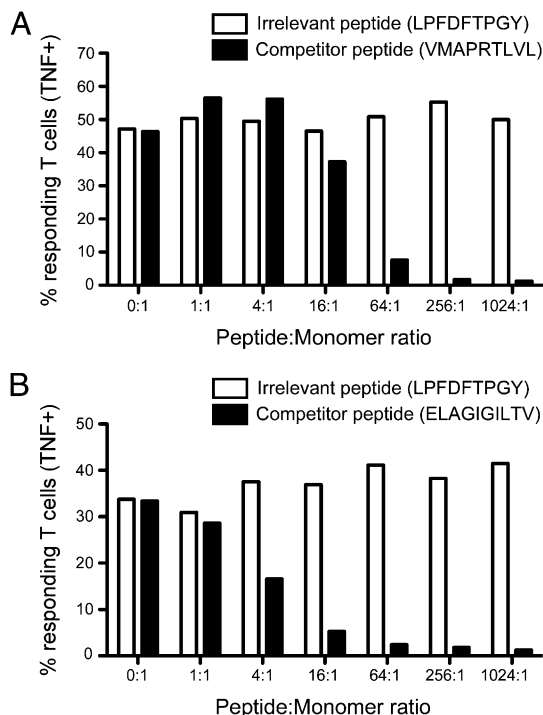 A
Irrelevant peptide (LPFDFTPGY)
Competitor peptide (VMAPRTLVL)
% responding T cells (TNF+)
70
60
50
40
30
20
10
0
0:1 1:1 4:1 16:1 64:1 256:1 1024:1
Peptide:Monomer ratio
B
Irrelevant peptide (LPFDFTPGY)
Competitor peptide (ELAGIGILTV)
% responding T cells (TNF+)
50
40
30
20
10
0
0:1 1:1 4:1 16:1 64:1 256:1 1024:1
Peptide:Monomer ratio